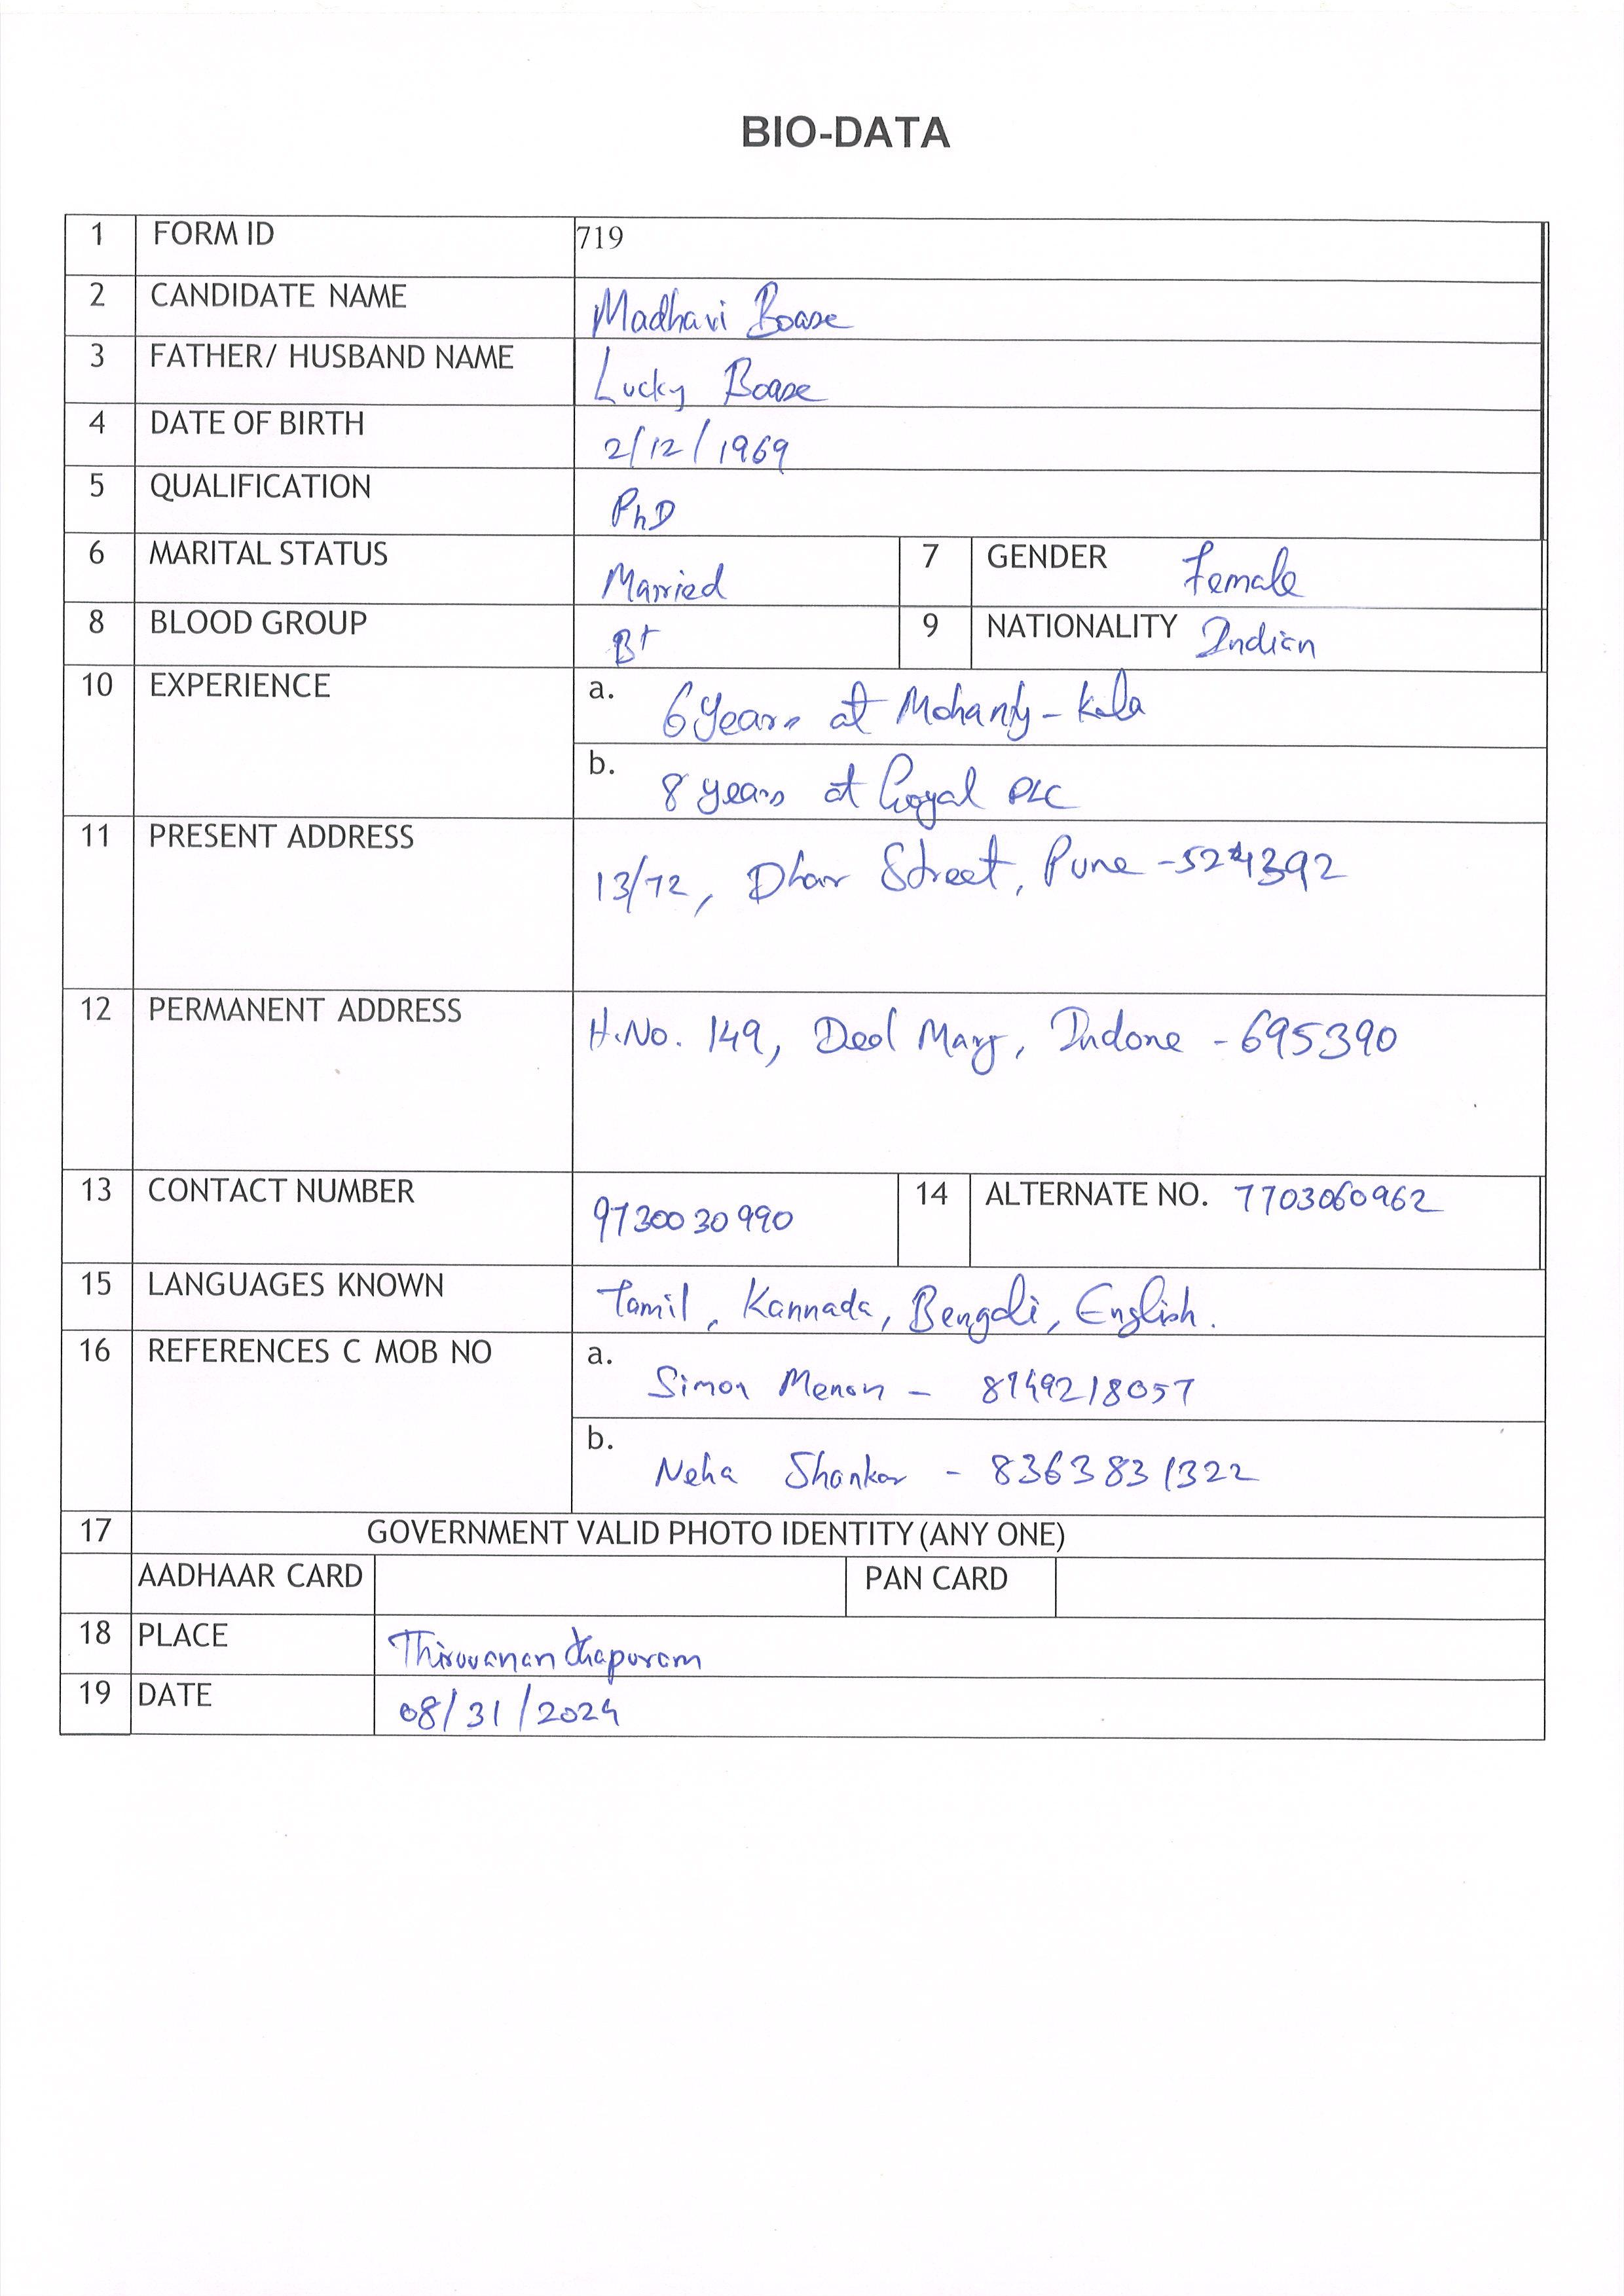 BIO-DATA
1 FORM ID 719
2 CANDIDATE NAME Madhavi Boase
3 FATHER/ HUSBAND NAME Lucky Boase
4 DATE OF BIRTH 2/12/1969
5 QUALIFICATION PhD
6 MARITAL STATUS Married 7 GENDER Female
8 BLOOD GROUP B+ 9 NATIONALITY Indian
10 EXPERIENCE a. 6 Years at Mohanty-Kala
b. 8 years at Goyal PLC
11 PRESENT ADDRESS 13/72, Dhar Street, Pune -524392
12 PERMANENT ADDRESS H.No. 149, Deol Marg, Indore - 695390
13 CONTACT NUMBER 9730030990 14 ALTERNATE NO. 7703060962
15 LANGUAGES KNOWN Tamil, Kannada, Bengali, English.
16 REFERENCES C MOB NO a. Simon Menon - 8749218057
b. Neha Shankar - 8363831322
17 GOVERNMENT VALID PHOTO IDENTITY (ANY ONE)
AADHAAR CARD PAN CARD
18 PLACE Thiruvananthapuram
19 DATE 08/31/2024